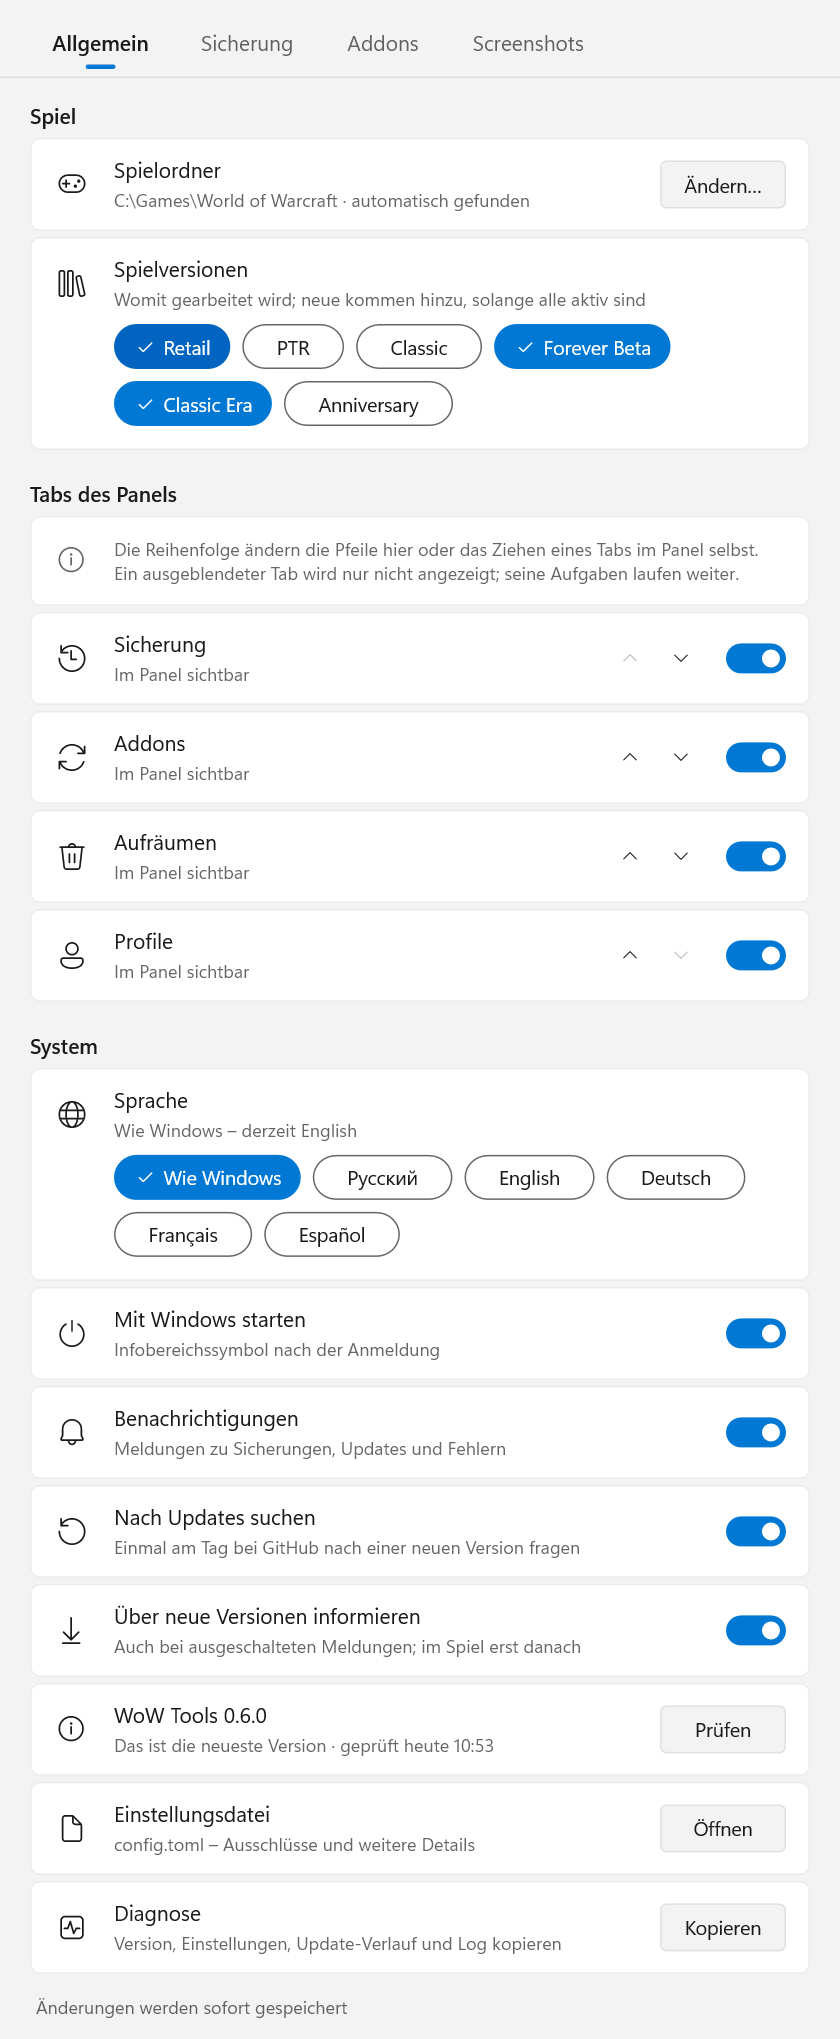 Allgemein Sicherung Addons Screenshots
Spiel
Spielordner
C:\Games\World of Warcraft · automatisch gefunden
Ändern...
Spielversionen
Womit gearbeitet wird; neue kommen hinzu, solange alle aktiv sind
Retail PTR Classic Forever Beta
Classic Era Anniversary
Tabs des Panels
Die Reihenfolge ändern die Pfeile hier oder das Ziehen eines Tabs im Panel selbst.
Ein ausgeblendeter Tab wird nur nicht angezeigt; seine Aufgaben laufen weiter.
Sicherung
Im Panel sichtbar
Addons
Im Panel sichtbar
Aufräumen
Im Panel sichtbar
Profile
Im Panel sichtbar
System
Sprache
Wie Windows – derzeit English
Wie Windows Русский English Deutsch
Français Español
Mit Windows starten
Infobereichssymbol nach der Anmeldung
Benachrichtigungen
Meldungen zu Sicherungen, Updates und Fehlern
Nach Updates suchen
Einmal am Tag bei GitHub nach einer neuen Version fragen
Über neue Versionen informieren
Auch bei ausgeschalteten Meldungen; im Spiel erst danach
WoW Tools 0.6.0
Das ist die neueste Version · geprüft heute 10:53
Prüfen
Einstellungsdatei
config.toml – Ausschlüsse und weitere Details
Öffnen
Diagnose
Version, Einstellungen, Update-Verlauf und Log kopieren
Kopieren
Änderungen werden sofort gespeichert